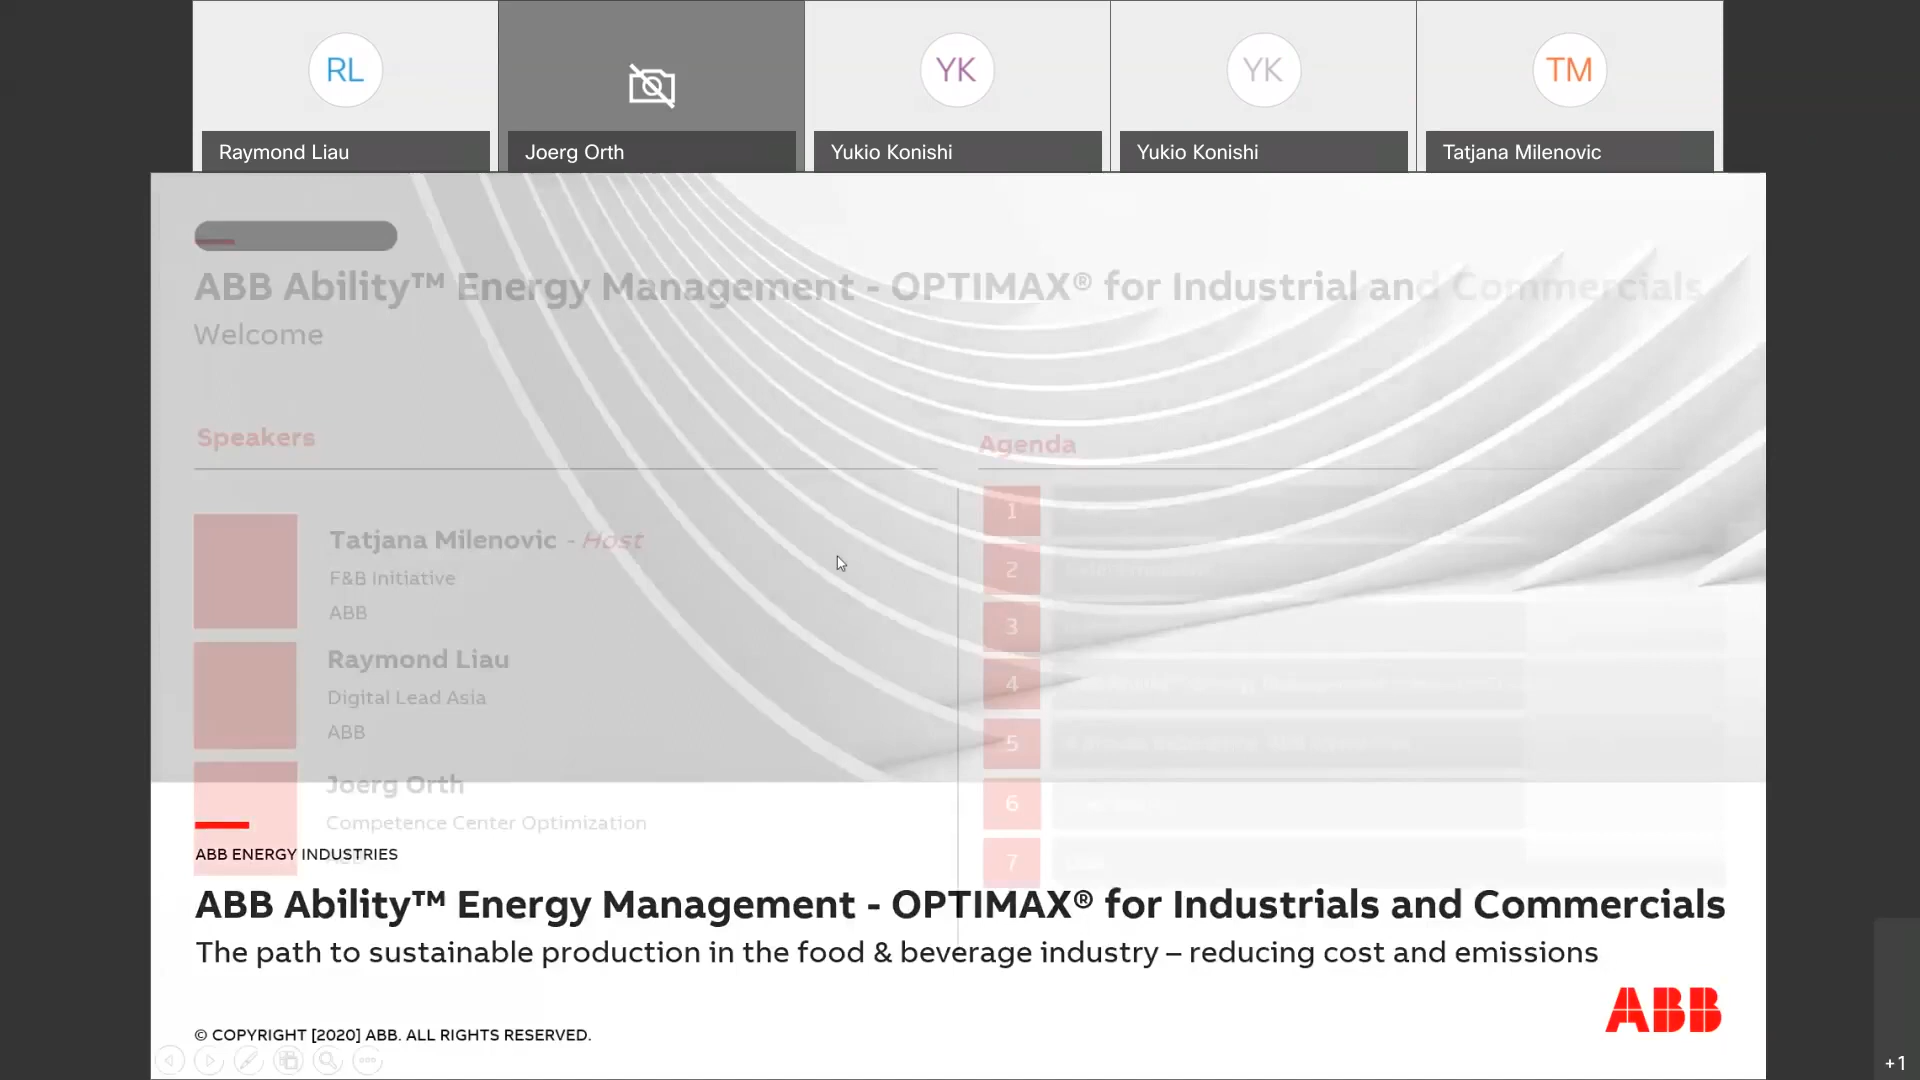 RL
YK
YK
TM
Raymond Liau
Joerg Orth
Yukio Konishi
Yukio Konishi
Tatjana Milenovic
ABB Ability™ Energy Management - OPTIMAX® for Industrial and Commercials
Welcome
Speakers
Agenda
Tatjana Milenovic - Host
F&B Initiative
ABB
Raymond Liau
Digital Lead Asia
ABB
Joerg Orth
Competence Center Optimization
1
2
3
4
5
6
7
ABB ENERGY INDUSTRIES
ABB Ability™ Energy Management - OPTIMAX® for Industrials and Commercials
The path to sustainable production in the food & beverage industry – reducing cost and emissions
ABB
© COPYRIGHT [2020] ABB. ALL RIGHTS RESERVED.
+1